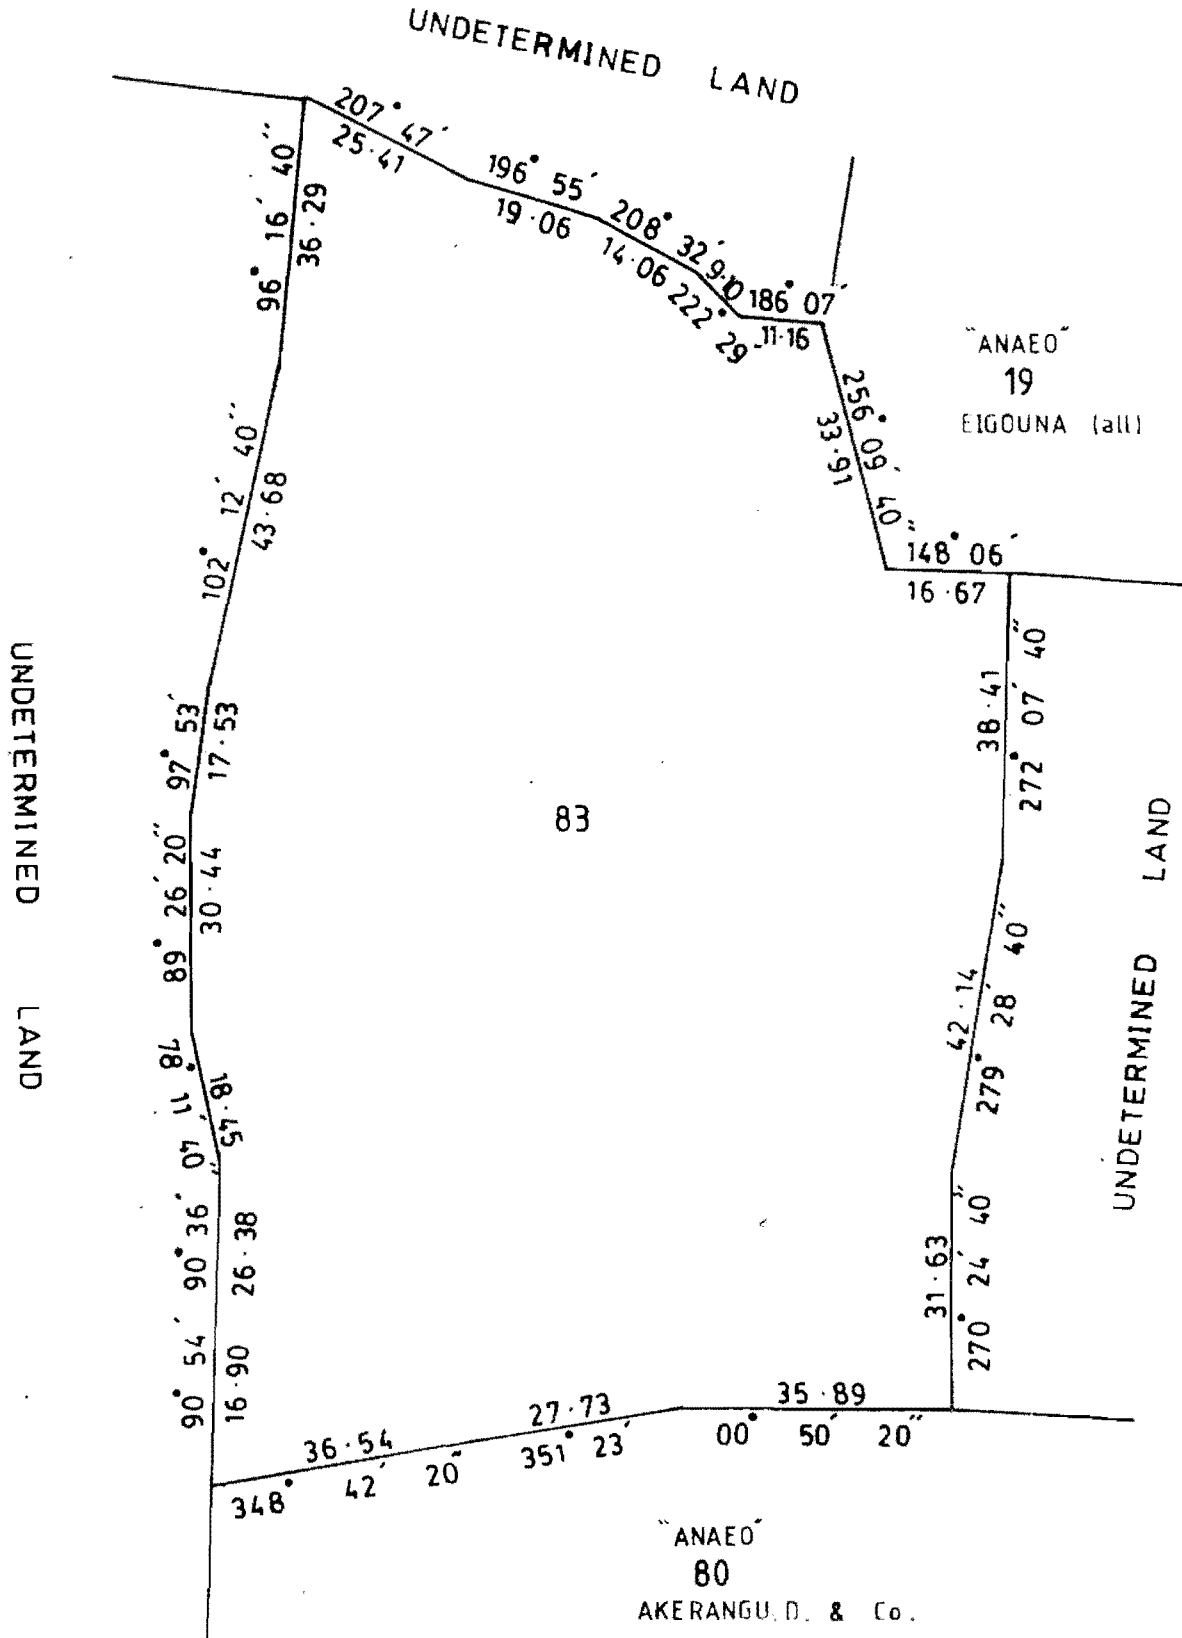 UNDETERMINED LAND
207° 47′
25·41
196° 55′
19·06
208° 32′
14·06
9·10
222° 29′
186° 07′
11·16
256° 09′ 40″
33·91
"ANAEO"
19
EIGOUNA (all)
148° 06′
16·67
272° 07′ 40″
38·41
279° 28′ 40″
42·14
270° 24′ 40″
31·63
UNDETERMINED LAND
35·89
00° 50′ 20″
27·73
351° 23′
36·54
348° 42′ 20″
90° 54′
16·90
90° 36′
26·38
78° 11′ 40″
18·45
89° 26′ 20″
30·44
97° 53′
17·53
102° 12′ 40″
43·68
96° 16′ 40″
36·29
UNDETERMINED LAND
83
"ANAEO"
80
AKERANGU. D. & Co.